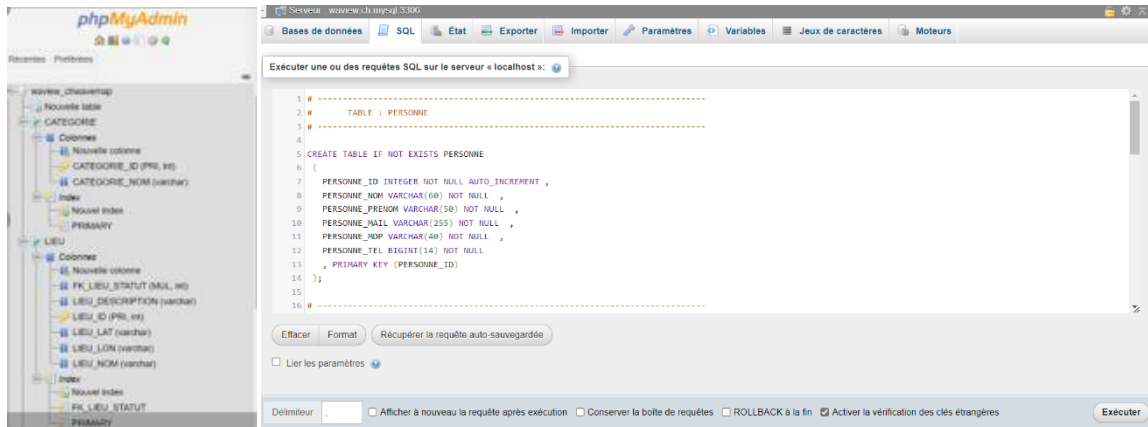 phpMyAdmin
Récentes Préférées
waview_cheavemap
Nouvelle table
CATEGORIE
Colonnes
Nouvelle colonne
CATEGORIE_ID (PRI, int)
CATEGORIE_NOM (varchar)
Index
Nouvel index
PRIMARY
LIEU
Colonnes
Nouvelle colonne
FK_LIEU_STATUT (MUL, int)
LIEU_DESCRIPTION (varchar)
LIEU_ID (PRI, int)
LIEU_LAT (varchar)
LIEU_LON (varchar)
LIEU_NOM (varchar)
Index
Nouvel index
FK_LIEU_STATUT
PRIMARY
Serveur : waview.ch.mysql:3306
Bases de données SQL État Exporter Importer Paramètres Variables Jeux de caractères Moteurs
Exécuter une ou des requêtes SQL sur le serveur « localhost »:
1 # -----------------------------------------------------------------------------
2 # TABLE : PERSONNE
3 # -----------------------------------------------------------------------------
4
5 CREATE TABLE IF NOT EXISTS PERSONNE
6 (
7 PERSONNE_ID INTEGER NOT NULL AUTO_INCREMENT ,
8 PERSONNE_NOM VARCHAR(60) NOT NULL ,
9 PERSONNE_PRENOM VARCHAR(50) NOT NULL ,
10 PERSONNE_MAIL VARCHAR(255) NOT NULL ,
11 PERSONNE_MDP VARCHAR(40) NOT NULL ,
12 PERSONNE_TEL BIGINT(14) NOT NULL
13 , PRIMARY KEY (PERSONNE_ID)
14 );
15
16 # -----------------------------------------------------------------------------
Effacer Format Récupérer la requête auto-sauvegardée
Lier les paramètres
Délimiteur ; Afficher à nouveau la requête après exécution Conserver la boîte de requêtes ROLLBACK à la fin Activer la vérification des clés étrangères Exécuter